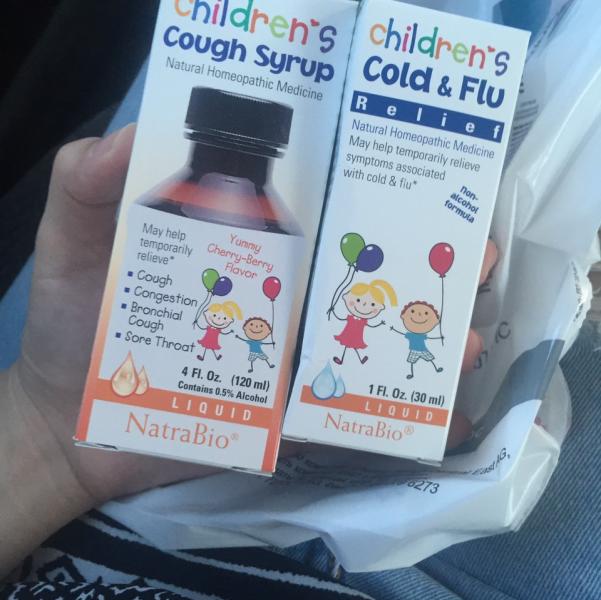 children's
Cough Syrup
Natural Homeopathic Medicine
May help
temporarily
relieve*
Cough
Congestion
Bronchial
Cough
Sore Throat
Yummy
Cherry-Berry
Flavor
4 Fl. Oz. (120 ml)
Contains 0.5% Alcohol
LIQUID
NatraBio®
children's
Cold & Flu
Relief
Natural Homeopathic Medicine
May help temporarily relieve
symptoms associated
with cold & flu*
non-
alcohol
formula
1 Fl. Oz. (30 ml)
LIQUID
NatraBio®